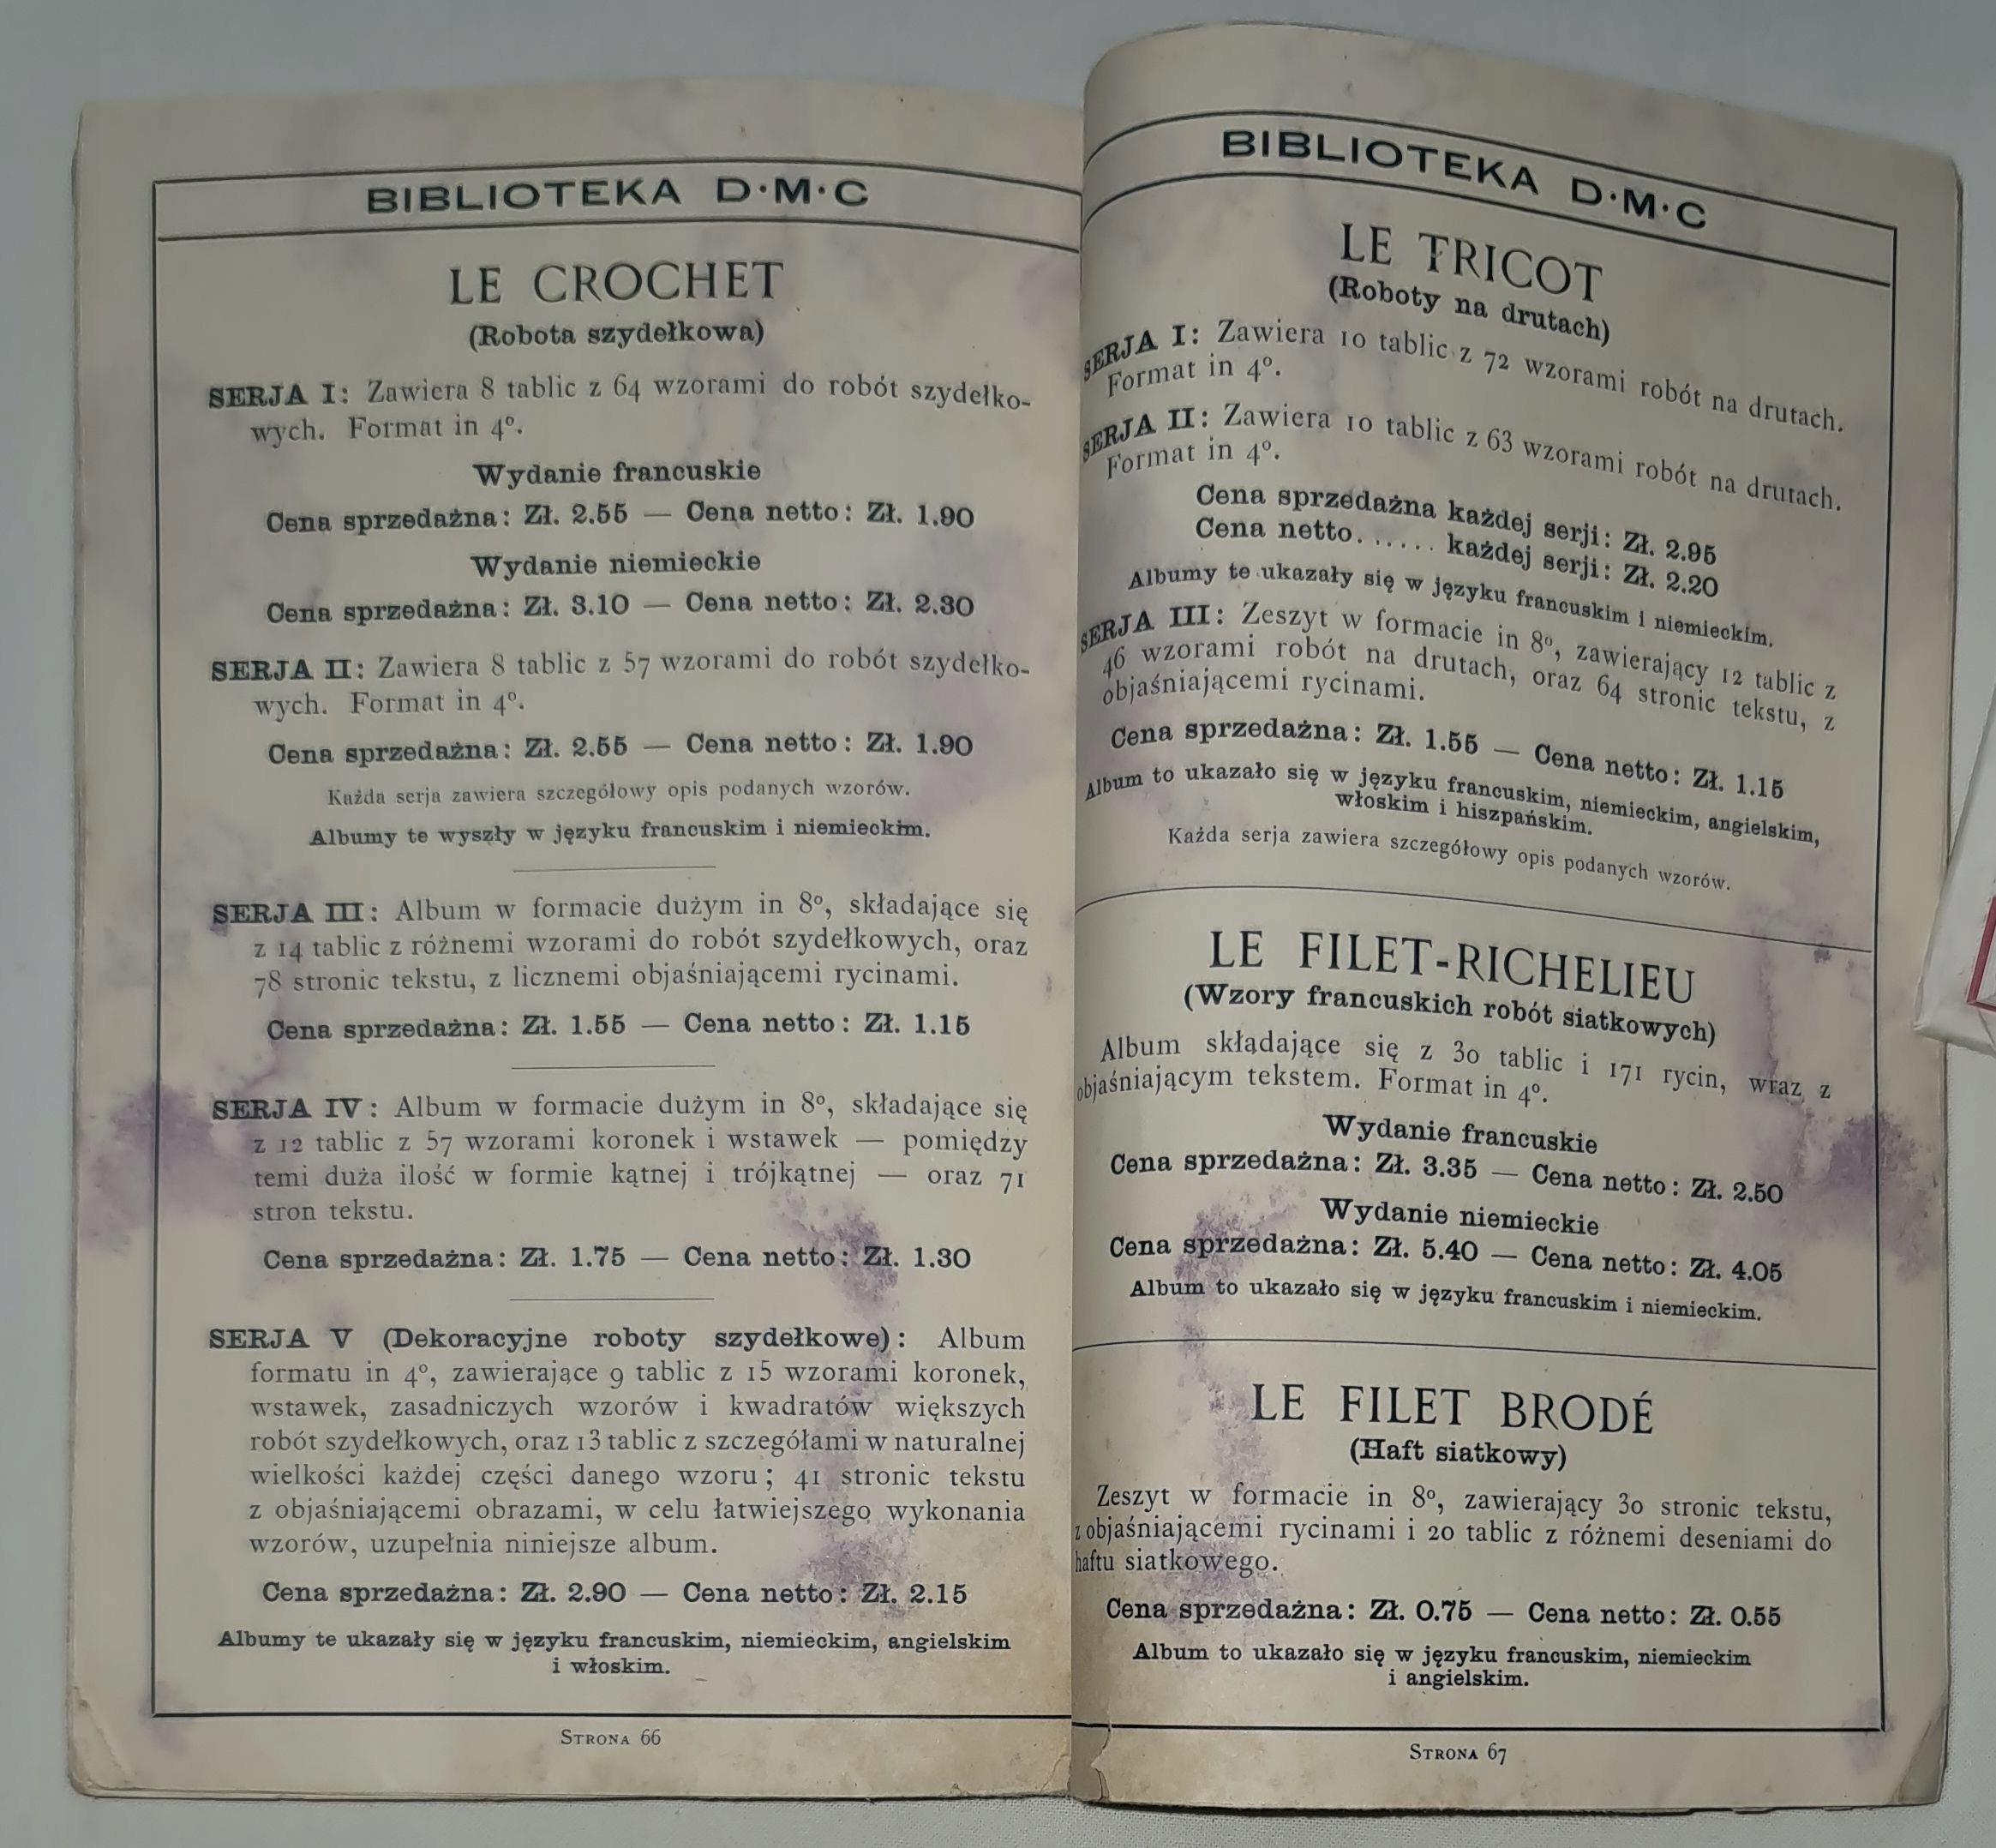 BIBLIOTEKA D·M·C
LE CROCHET
(Robota szydełkowa)
SERJA I: Zawiera 8 tablic z 64 wzorami do robót szydełko-
wych. Format in 4º.
Wydanie francuskie
Cena sprzedażna: Zł. 2.55 — Cena netto: Zł. 1.90
Wydanie niemieckie
Cena sprzedażna: Zł. 3.10 — Cena netto: Zł. 2.30
SERJA II: Zawiera 8 tablic z 57 wzorami do robót szydełko-
wych. Format in 4º.
Cena sprzedażna: Zł. 2.55 — Cena netto: Zł. 1.90
Każda serja zawiera szczegółowy opis podanych wzorów.
Albumy te wyszły w języku francuskim i niemieckim.
SERJA III: Album w formacie dużym in 8º, składające się
z 14 tablic z różnemi wzorami do robót szydełkowych, oraz
78 stronic tekstu, z licznemi objaśniającemi rycinami.
Cena sprzedażna: Zł. 1.55 — Cena netto: Zł. 1.15
SERJA IV: Album w formacie dużym in 8º, składające się
z 12 tablic z 57 wzorami koronek i wstawek — pomiędzy
temi duża ilość w formie kątnej i trójkątnej — oraz 71
stron tekstu.
Cena sprzedażna: Zł. 1.75 — Cena netto: Zł. 1.30
SERJA V (Dekoracyjne roboty szydełkowe): Album
formatu in 4º, zawierające 9 tablic z 15 wzorami koronek,
wstawek, zasadniczych wzorów i kwadratów większych
robót szydełkowych, oraz 13 tablic z szczegółami w naturalnej
wielkości każdej części danego wzoru; 41 stronic tekstu
z objaśniającemi obrazami, w celu łatwiejszego wykonania
wzorów, uzupełnia niniejsze album.
Cena sprzedażna: Zł. 2.90 — Cena netto: Zł. 2.15
Albumy te ukazały się w języku francuskim, niemieckim, angielskim
i włoskim.
STRONA 66
BIBLIOTEKA D·M·C
LE TRICOT
(Roboty na drutach)
SERJA I: Zawiera 10 tablic z 72 wzorami robót na drutach.
Format in 4º.
SERJA II: Zawiera 10 tablic z 63 wzorami robót na drutach.
Format in 4º.
Cena sprzedażna każdej serji: Zł. 2.95
Cena netto. ..... każdej serji: Zł. 2.20
Albumy te ukazały się w języku francuskim i niemieckim.
SERJA III: Zeszyt w formacie in 8º, zawierający 12 tablic z
46 wzorami robót na drutach, oraz 64 stronic tekstu, z
objaśniającemi rycinami.
Cena sprzedażna: Zł. 1.55 — Cena netto: Zł. 1.15
Album to ukazało się w języku francuskim, niemieckim, angielskim,
włoskim i hiszpańskim.
Każda serja zawiera szczegółowy opis podanych wzorów.
LE FILET-RICHELIEU
(Wzory francuskich robót siatkowych)
Album składające się z 30 tablic i 171 rycin, wraz z
objaśniającym tekstem. Format in 4º.
Wydanie francuskie
Cena sprzedażna: Zł. 3.35 — Cena netto: Zł. 2.50
Wydanie niemieckie
Cena sprzedażna: Zł. 5.40 — Cena netto: Zł. 4.05
Album to ukazało się w języku francuskim i niemieckim.
LE FILET BRODÉ
(Haft siatkowy)
Zeszyt w formacie in 8º, zawierający 30 stronic tekstu,
z objaśniającemi rycinami i 20 tablic z różnemi deseniami do
haftu siatkowego.
Cena sprzedażna: Zł. 0.75 — Cena netto: Zł. 0.55
Album to ukazało się w języku francuskim, niemieckim
i angielskim.
STRONA 67